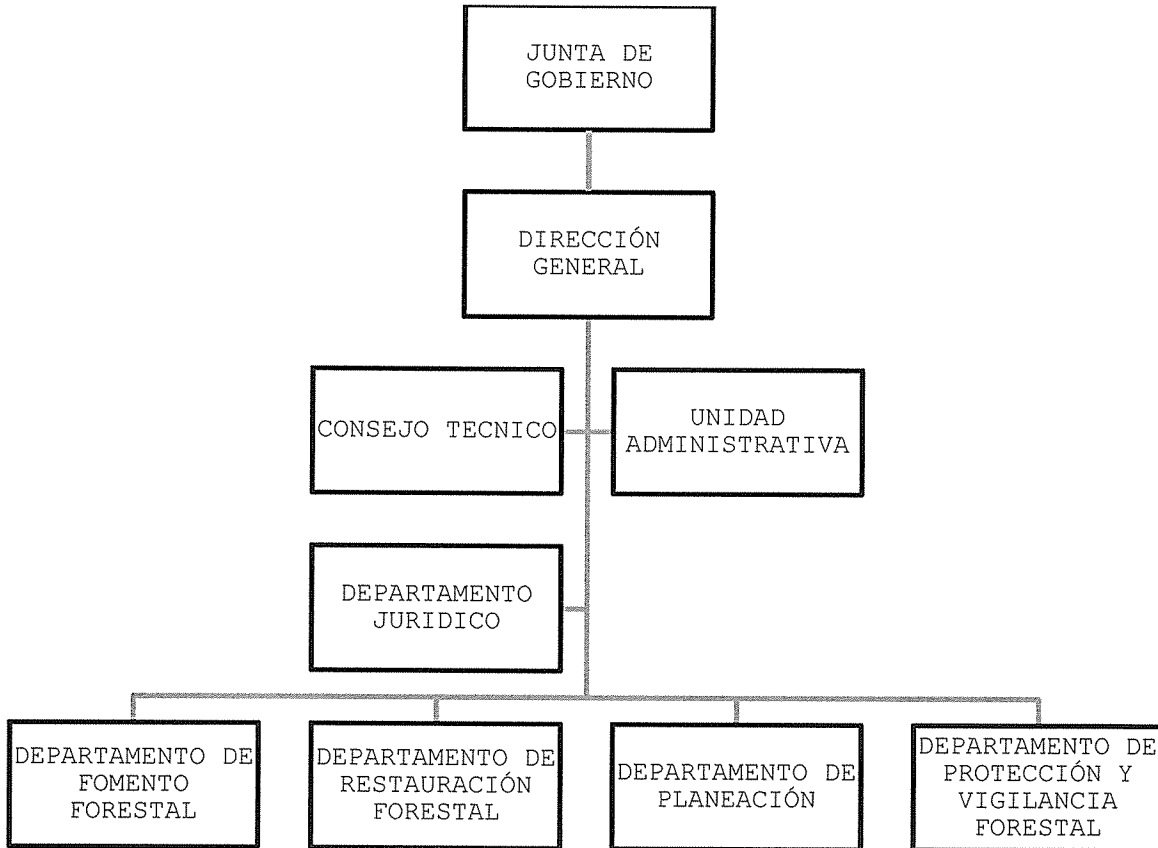 JUNTA DE
GOBIERNO
DIRECCIÓN
GENERAL
CONSEJO TECNICO
UNIDAD
ADMINISTRATIVA
DEPARTAMENTO
JURIDICO
DEPARTAMENTO DE
FOMENTO
FORESTAL
DEPARTAMENTO DE
RESTAURACIÓN
FORESTAL
DEPARTAMENTO DE
PLANEACIÓN
DEPARTAMENTO DE
PROTECCIÓN Y
VIGILANCIA
FORESTAL